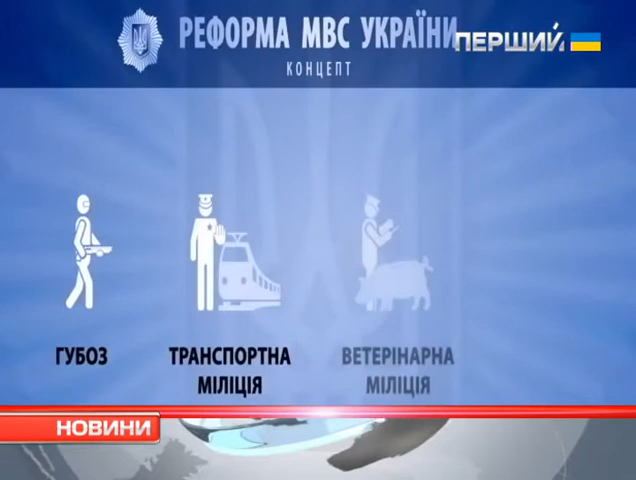 РЕФОРМА МВС УКРАЇНИ
ПЕРШИЙ
КОНЦЕПТ
ГУБОЗ
ТРАНСПОРТНА
МІЛІЦІЯ
ВЕТЕРІНАРНА
МІЛІЦІЯ
НОВИНИ